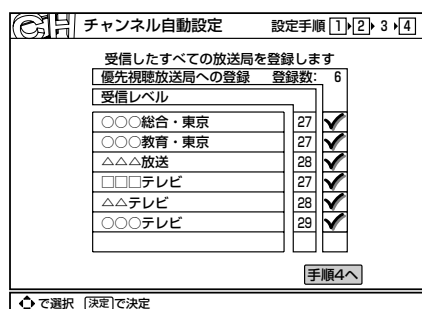 CH チャンネル自動設定 設定手順 1 2 3 4
受信したすべての放送局を登録します
優先視聴放送局への登録 登録数: 6
受信レベル
○○○総合・東京 27 ✓
○○○教育・東京 27 ✓
△△△放送 28 ✓
□□□テレビ 27 ✓
△△テレビ 28 ✓
○○○テレビ 29 ✓
手順4へ
で選択 決定で決定